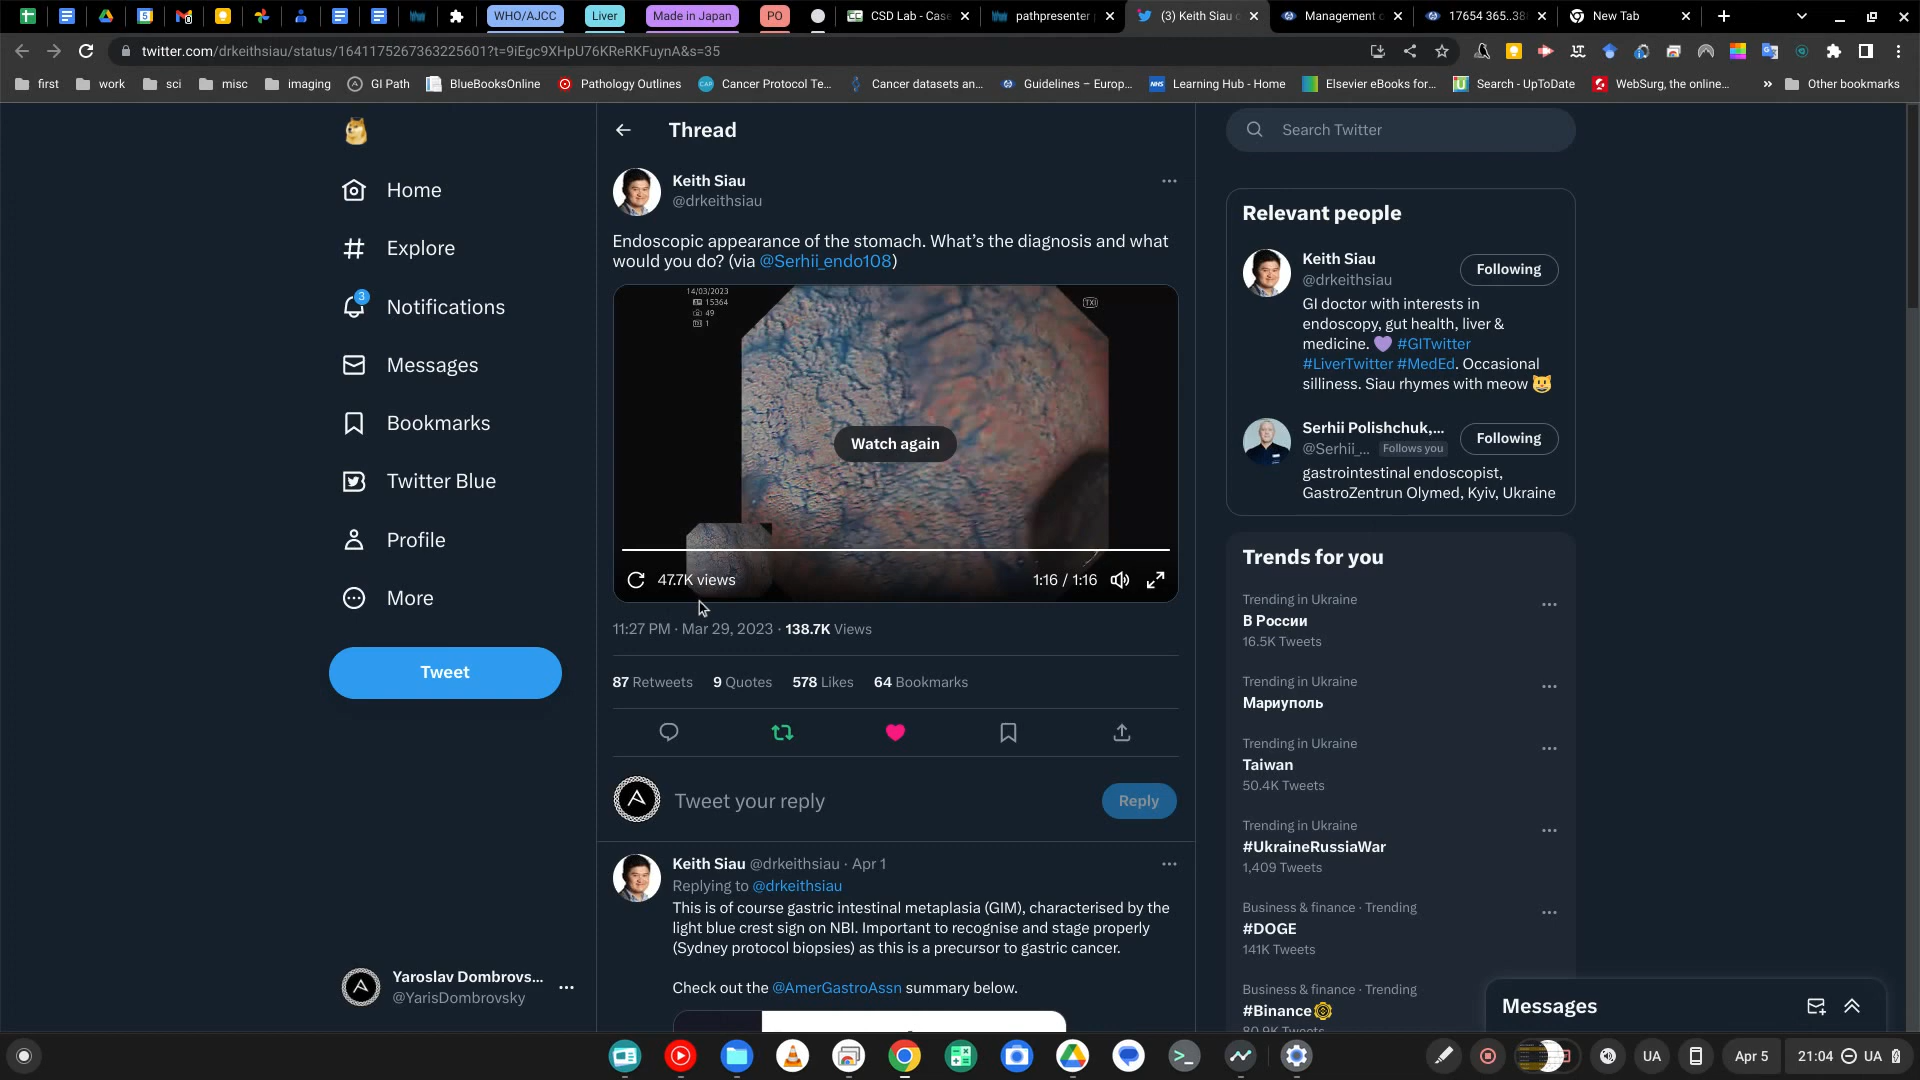 WHO/AJCC
Liver
Made in Japan
PO
CSD Lab - Case
pathpresenter
(3) Keith Siau
Management
17654 365..38
New Tab
twitter.com/drkeithsiau/status/1641175267363225601?t=9iEgc9XHpU76KReRKFuynA&s=35
first
work
sci
misc
imaging
GI Path
BlueBooksOnline
Pathology Outlines
Cancer Protocol Te...
Cancer datasets an...
Guidelines – Europ...
Learning Hub - Home
Elsevier eBooks for...
Search - UpToDate
WebSurg, the online...
»
Other bookmarks
Home
Explore
3
Notifications
Messages
Bookmarks
Twitter Blue
Profile
More
Tweet
Yaroslav Dombrovs...
@YarisDombrovsky
Thread
Keith Siau
@drkeithsiau
Endoscopic appearance of the stomach. What's the diagnosis and what
would you do? (via @Serhii_endo108)
14/03/2023
15364
49
1
TXI
Watch again
47.7K views
1:16 / 1:16
11:27 PM · Mar 29, 2023 · 138.7K Views
87 Retweets 9 Quotes 578 Likes 64 Bookmarks
Tweet your reply
Reply
Keith Siau @drkeithsiau · Apr 1
Replying to @drkeithsiau
This is of course gastric intestinal metaplasia (GIM), characterised by the
light blue crest sign on NBI. Important to recognise and stage properly
(Sydney protocol biopsies) as this is a precursor to gastric cancer.
Check out the @AmerGastroAssn summary below.
Search Twitter
Relevant people
Keith Siau
@drkeithsiau
Following
GI doctor with interests in
endoscopy, gut health, liver &
medicine. 💜 #GITwitter
#LiverTwitter #MedEd. Occasional
silliness. Siau rhymes with meow 😺
Serhii Polishchuk,...
@Serhii_... Follows you
Following
gastrointestinal endoscopist,
GastroZentrun Olymed, Kyiv, Ukraine
Trends for you
Trending in Ukraine
В России
16.5K Tweets
Trending in Ukraine
Мариуполь
Trending in Ukraine
Taiwan
50.4K Tweets
Trending in Ukraine
#UkraineRussiaWar
1,409 Tweets
Business & finance · Trending
#DOGE
141K Tweets
Business & finance · Trending
#Binance
80.9K Tweets
Messages
UA
Apr 5
21:04
UA